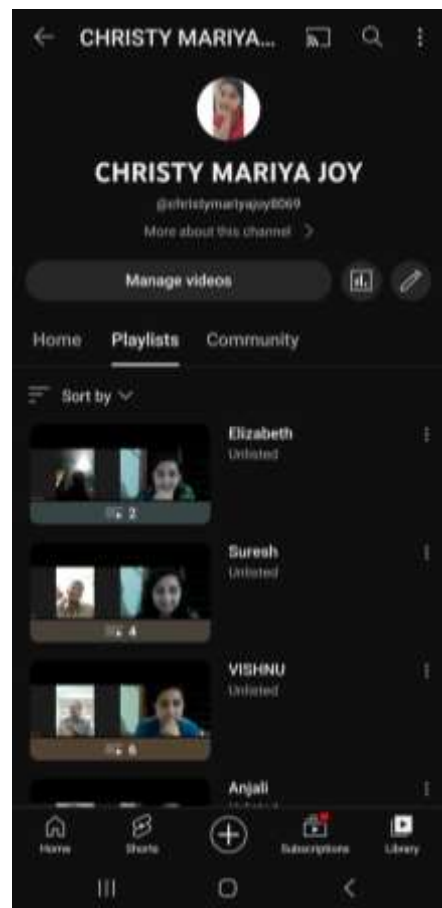 CHRISTY MARIYA...
CHRISTY MARIYA JOY
@christymariyajoy8069
More about this channel >
Manage videos
Home Playlists Community
Sort by
Elizabeth
Unlisted
2
Suresh
Unlisted
4
VISHNU
Unlisted
6
Anjali
Home Shorts Subscriptions Library